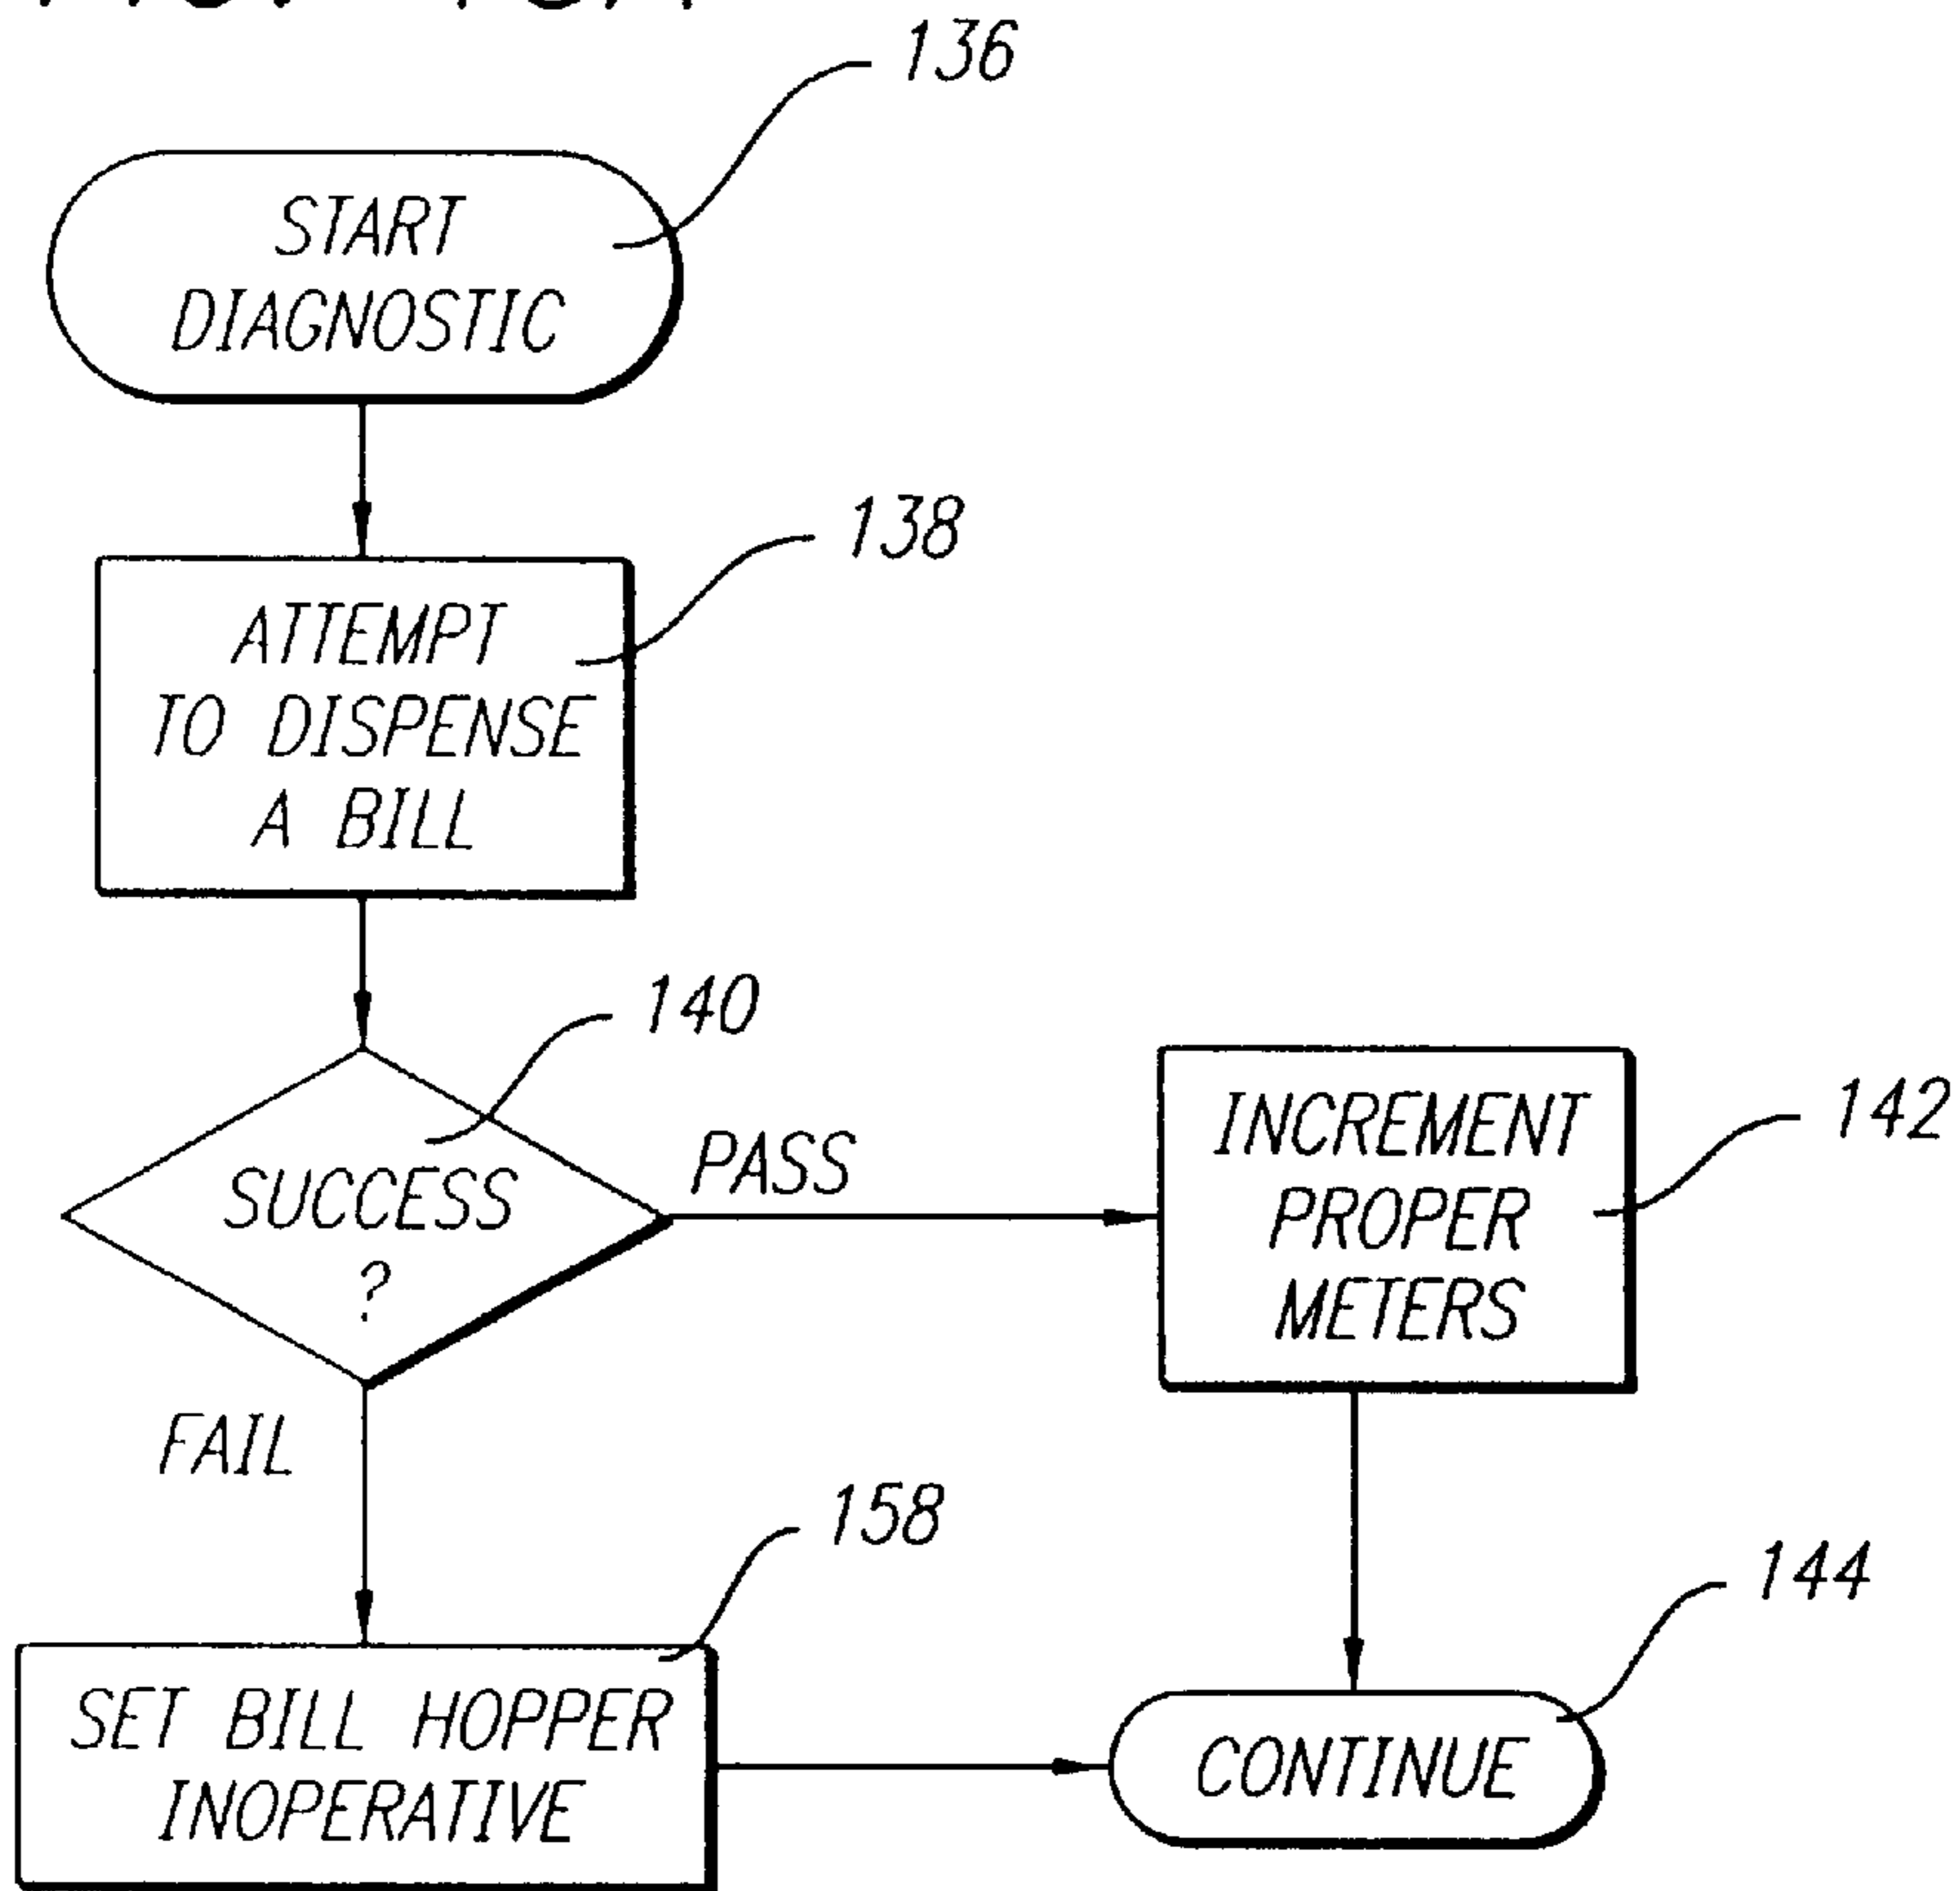 136
START
DIAGNOSTIC
138
ATTEMPT
TO DISPENSE
A BILL
140
SUCCESS
?
PASS
INCREMENT
PROPER
METERS
142
FAIL
158
SET BILL HOPPER
INOPERATIVE
144
CONTINUE